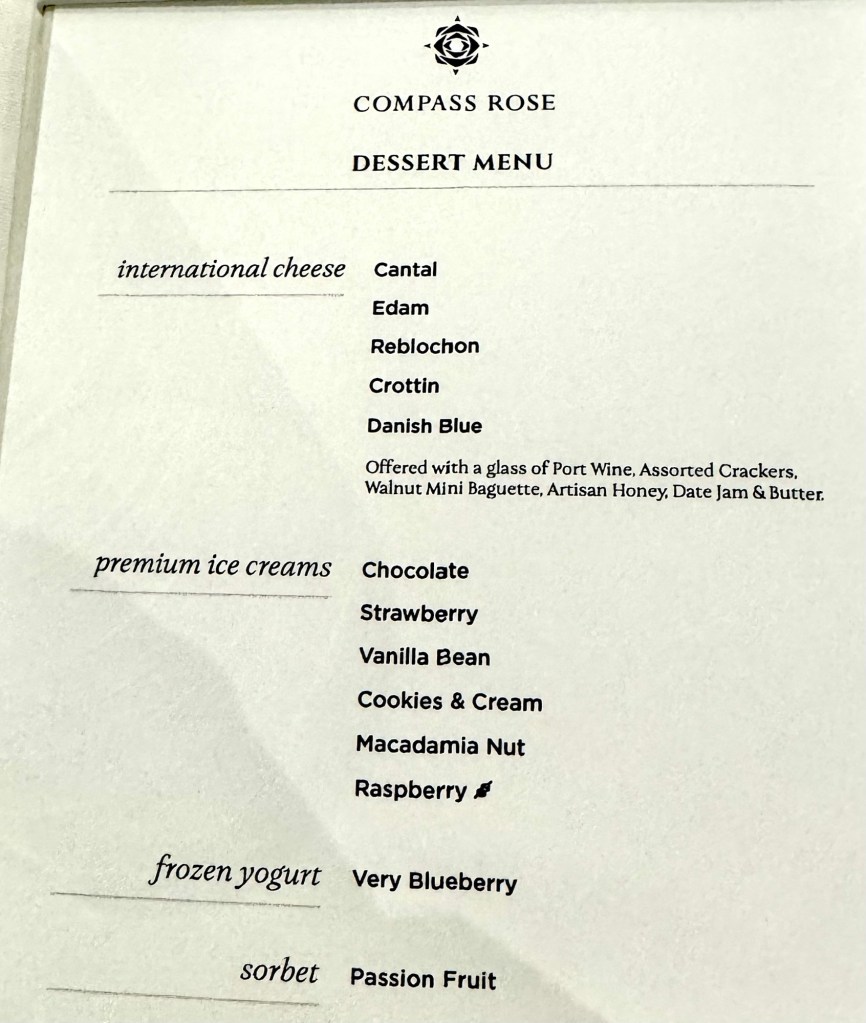 COMPASS ROSE
DESSERT MENU
international cheese
Cantal
Edam
Reblochon
Crottin
Danish Blue
Offered with a glass of Port Wine, Assorted Crackers,
Walnut Mini Baguette, Artisan Honey, Date Jam & Butter.
premium ice creams
Chocolate
Strawberry
Vanilla Bean
Cookies & Cream
Macadamia Nut
Raspberry
frozen yogurt
Very Blueberry
sorbet
Passion Fruit